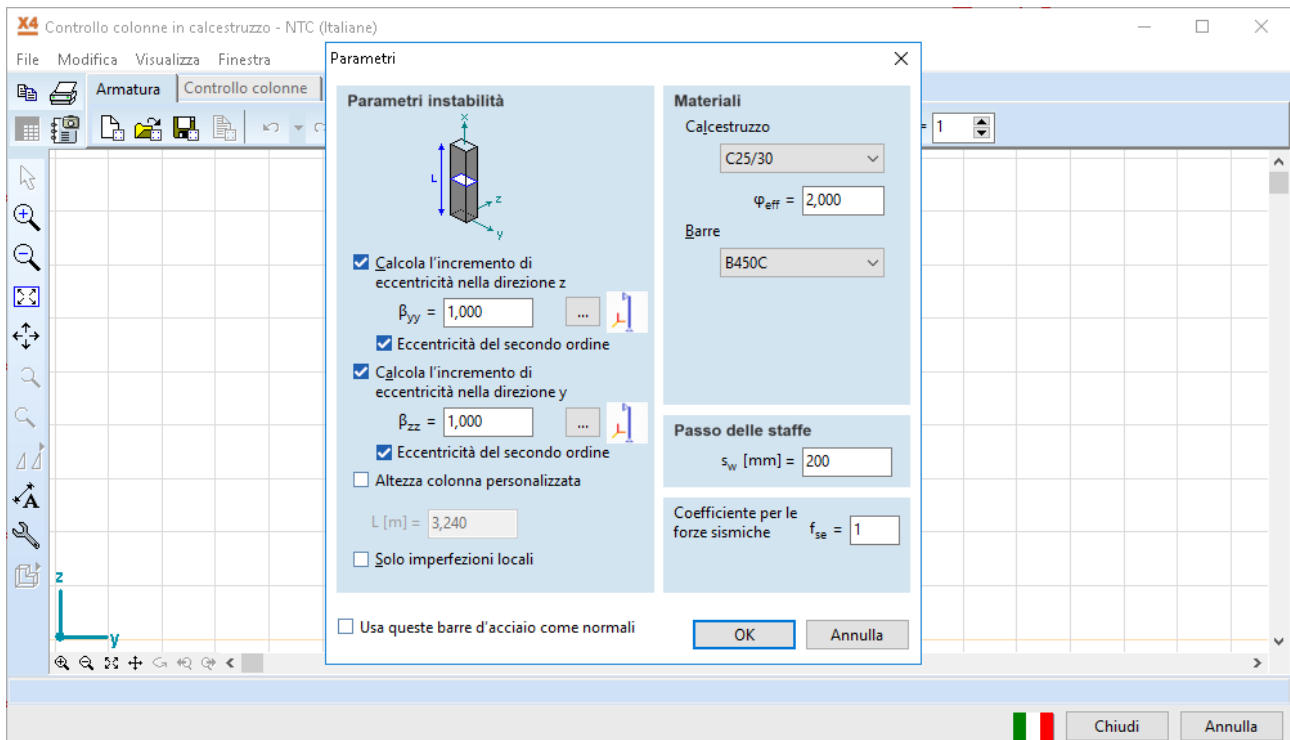 X4 Controllo colonne in calcestruzzo - NTC (Italiane)
File Modifica Visualizza Finestra
Armatura Controllo colonne
= 1
Parametri
Parametri instabilità
x
L
z
y
Calcola l'incremento di
eccentricità nella direzione z
βyy = 1,000 ...
Eccentricità del secondo ordine
Calcola l'incremento di
eccentricità nella direzione y
βzz = 1,000 ...
Eccentricità del secondo ordine
Altezza colonna personalizzata
L [m] = 3,240
Solo imperfezioni locali
Materiali
Calcestruzzo
C25/30
φeff = 2,000
Barre
B450C
Passo delle staffe
sw [mm] = 200
Coefficiente per le
forze sismiche fse = 1
Usa queste barre d'acciaio come normali
OK Annulla
A
z
y
Chiudi Annulla